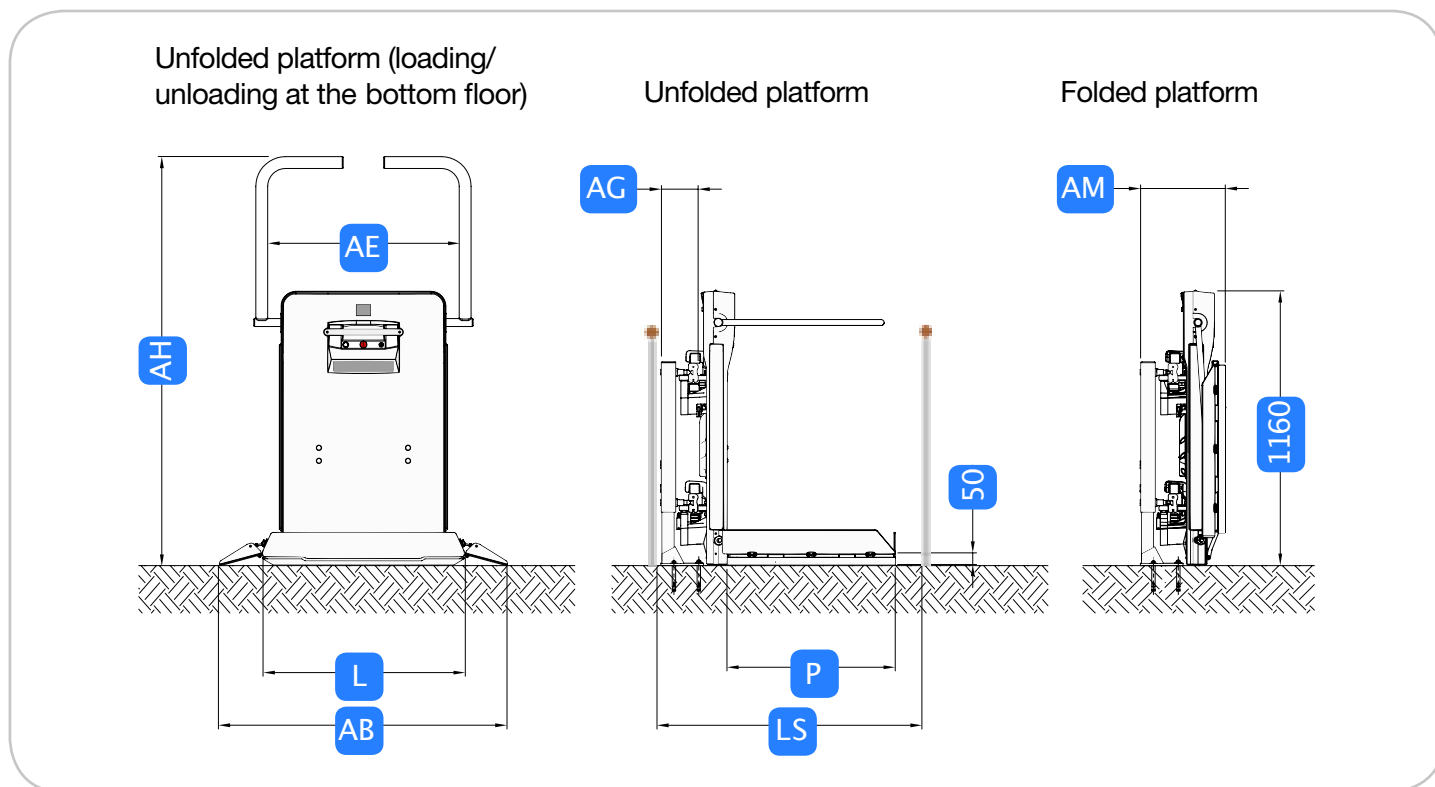 Unfolded platform (loading/
unloading at the bottom floor)
Unfolded platform
Folded platform
AH
AE
L
AB
AG
50
P
LS
AM
1160